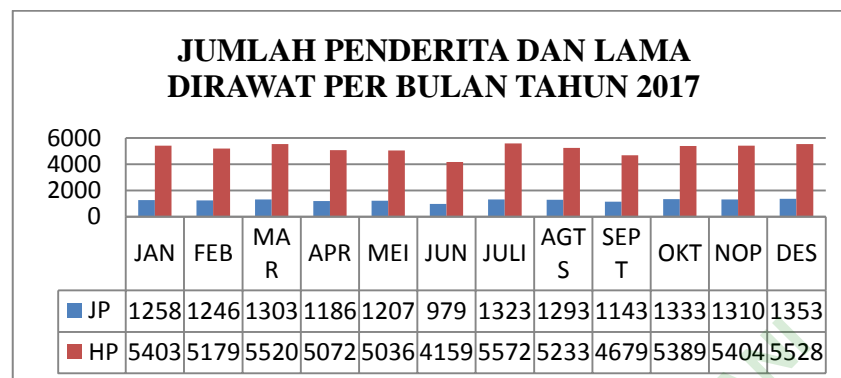 JUMLAH PENDERITA DAN LAMA
DIRAWAT PER BULAN TAHUN 2017
6000
4000
2000
0
JAN FEB MA
R APR MEI JUN JULI AGT
S SEP
T OKT NOP DES
JP 1258 1246 1303 1186 1207 979 1323 1293 1143 1333 1310 1353
HP 5403 5179 5520 5072 5036 4159 5572 5233 4679 5389 5404 5528